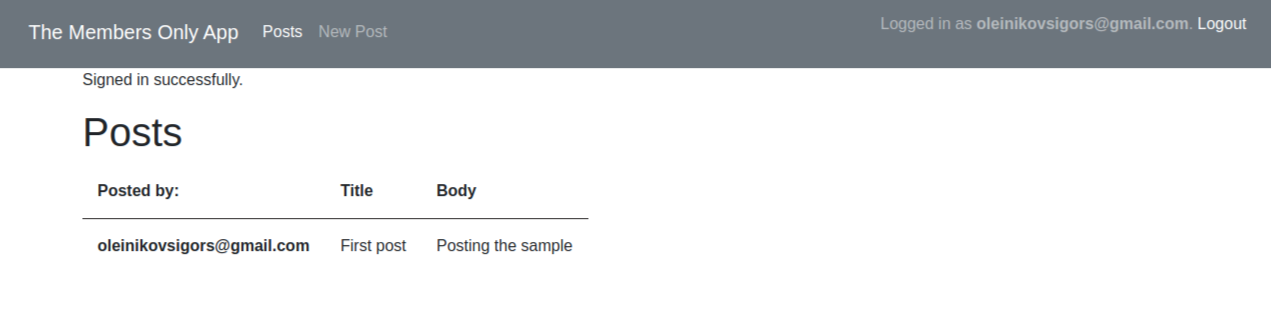 The Members Only App Posts New Post Logged in as oleinikovsigors@gmail.com. Logout
Signed in successfully.
Posts
Posted by: Title Body
oleinikovsigors@gmail.com First post Posting the sample